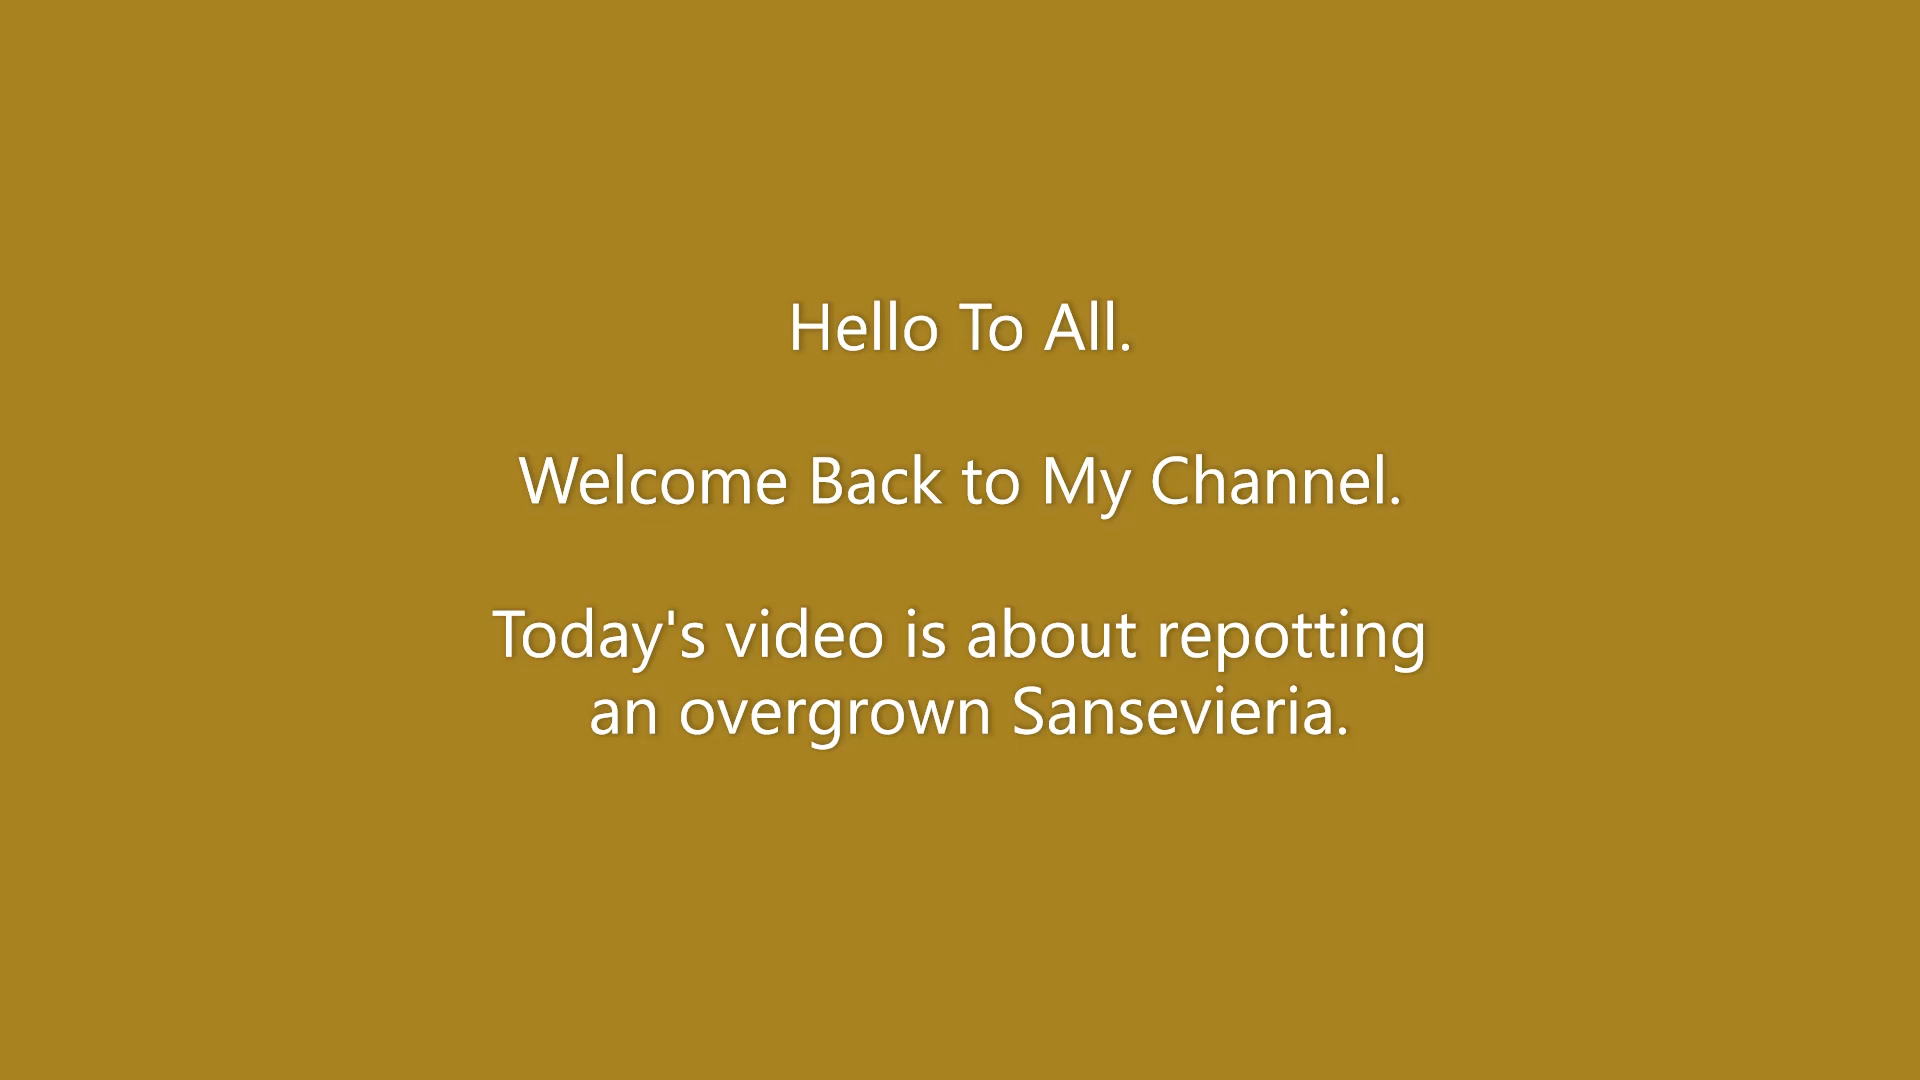 Hello To All.
Welcome Back to My Channel.
Today's video is about repotting
an overgrown Sansevieria.